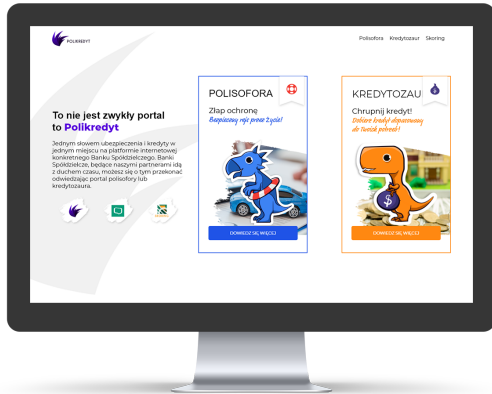 POLIKREDYT
Polisofora Kredytozaur Skoring
To nie jest zwykły portal
to Polikredyt
Jednym słowem ubezpieczenia i kredyty w
jednym miejscu na platformie internetowej
konkretnego Banku Spółdzielczego. Banki
Spółdzielcze, będące naszymi partnerami idą
z duchem czasu, możesz się o tym przekonać
odwiedzając portal polisofory lub
kredytozaura.
POLISOFORA
Złap ochronę
Bezpieczny rejs przez życie!
DOWIEDZ SIĘ WIĘCEJ
KREDYTOZAU
Chrupnij kredyt!
Dobierz kredyt dopasowany
do Twoich potrzeb!
$
DOWIEDZ SIĘ WIĘCEJ